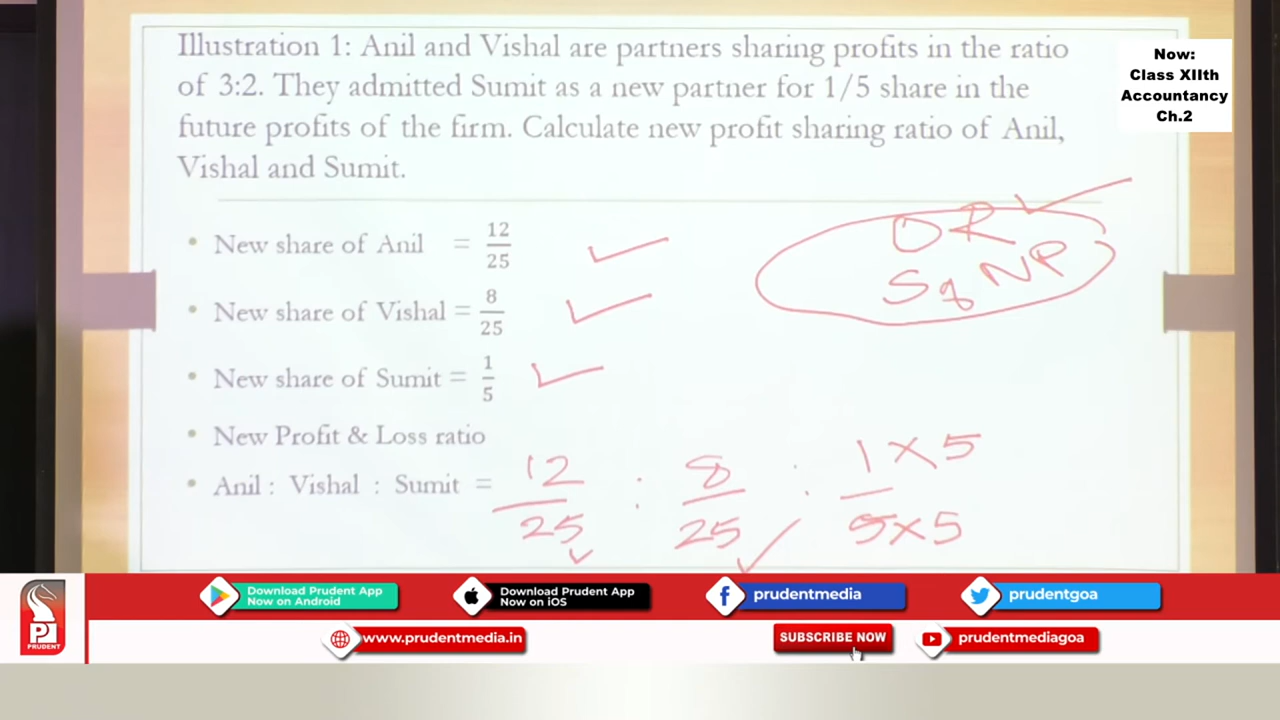 Illustration 1: Anil and Vishal are partners sharing profits in the ratio
of 3:2. They admitted Sumit as a new partner for 1/5 share in the
future profits of the firm. Calculate new profit sharing ratio of Anil,
Vishal and Sumit.
Now:
Class XIIth
Accountancy
Ch.2
• New share of Anil = 12/25
OR
S of NP
• New share of Vishal = 8/25
• New share of Sumit = 1/5
• New Profit & Loss ratio
• Anil : Vishal : Sumit = 12/25 : 8/25 : 1×5/5×5
PRUDENT
Download Prudent App
Now on Android
Download Prudent App
Now on iOS
prudentmedia
prudentgoa
www.prudentmedia.in
SUBSCRIBE NOW
prudentmediagoa